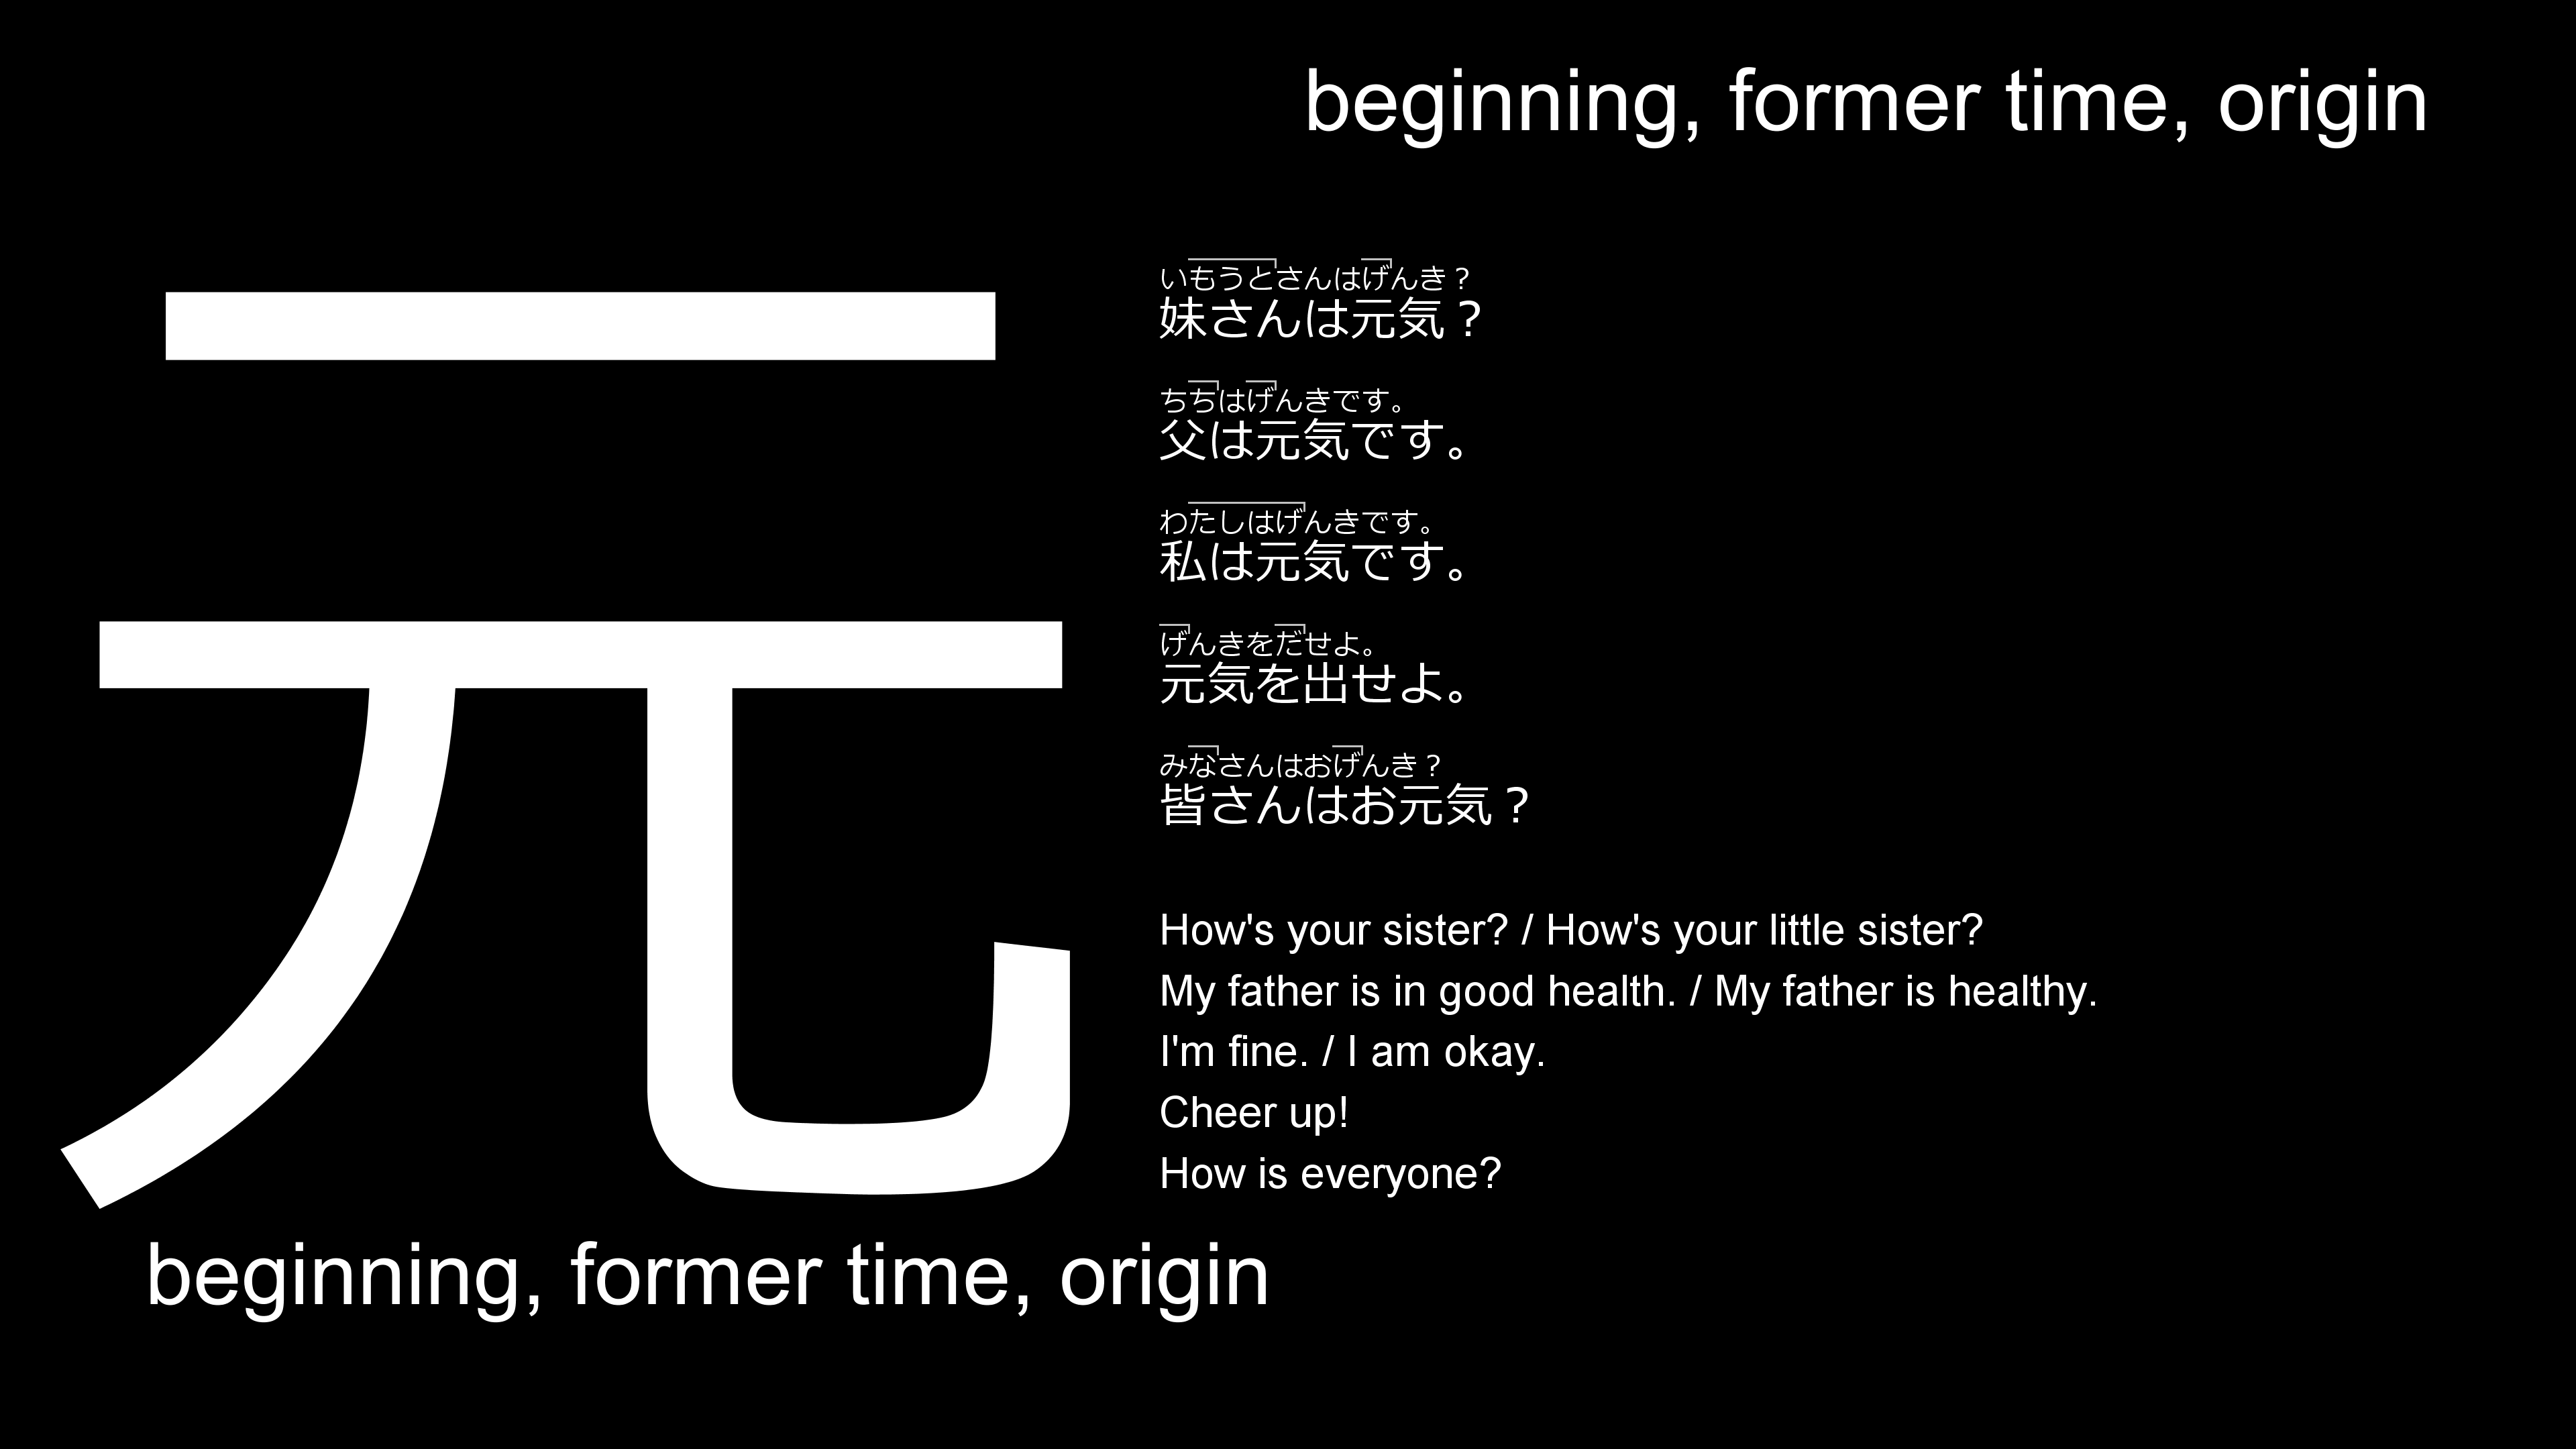 beginning, former time, origin
元
いもうとさんはげんき？
妹さんは元気？
ちちはげんきです。
父は元気です。
わたしはげんきです。
私は元気です。
げんきをだせよ。
元気を出せよ。
みなさんはおげんき？
皆さんはお元気？
How's your sister? / How's your little sister?
My father is in good health. / My father is healthy.
I'm fine. / I am okay.
Cheer up!
How is everyone?
beginning, former time, origin